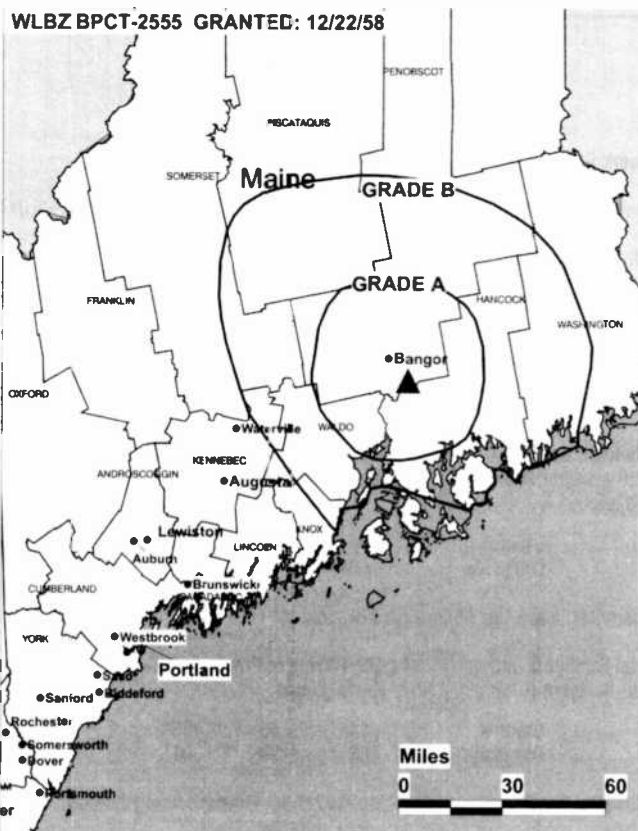 WLBZ BPCT-2555 GRANTED: 12/22/58
PENOBSCOT
PISCATAQUIS
SOMERSET
Maine
GRADE B
GRADE A
HANCOCK
FRANKLIN
WASHINGTON
Bangor
OXFORD
WALDO
Waterville
KENNEBEC
ANDROSCOGGIN
Augusta
KNOX
Lewiston
Auburn
LINCOLN
CUMBERLAND
Brunswick
YORK
Westbrook
Portland
Saco
Biddeford
Sanford
Rochester
Somersworth
Dover
Portsmouth
er
Miles
0 30 60